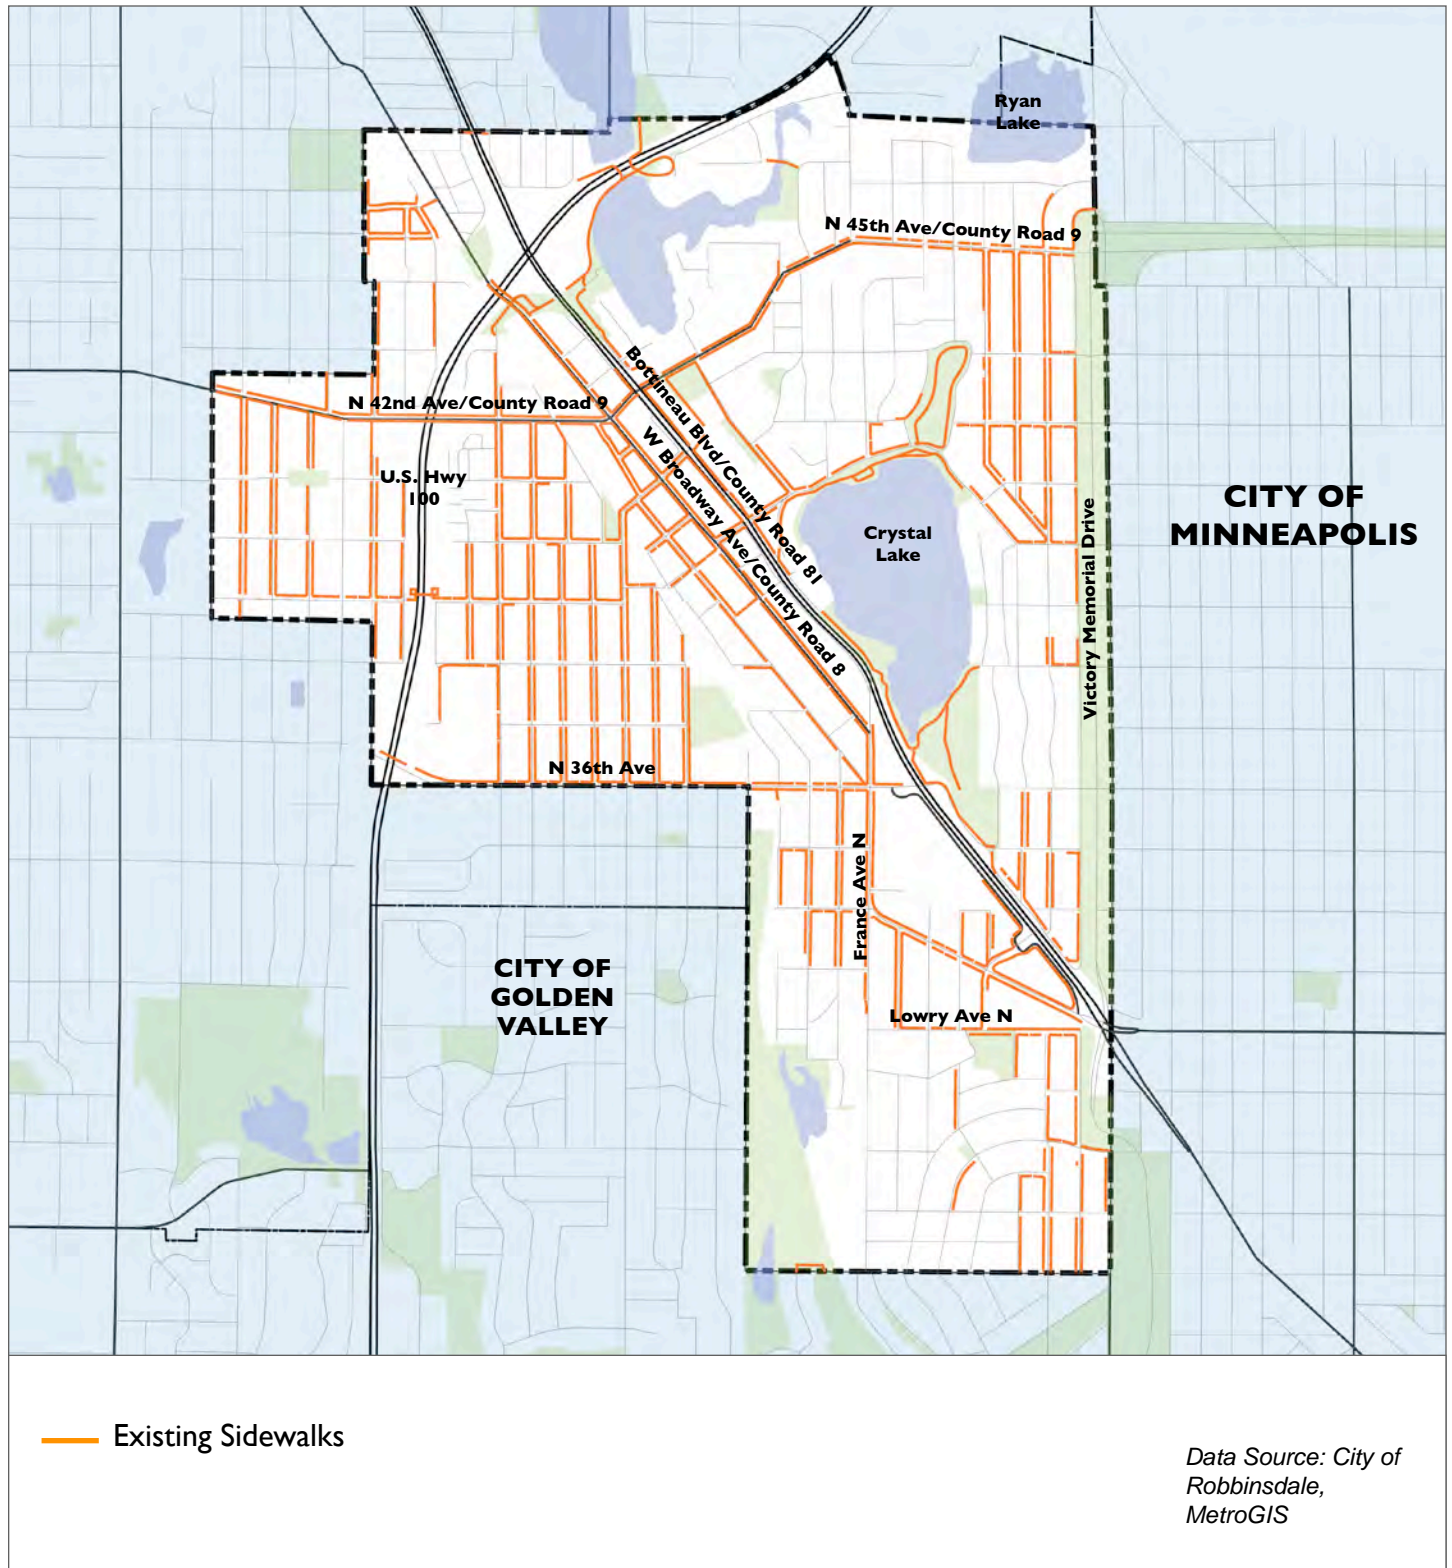 Ryan
Lake
N 45th Ave/County Road 9
Bottineau Blvd/County Road 81
N 42nd Ave/County Road 9
W Broadway Ave/County Road 8
U.S. Hwy
100
Crystal
Lake
CITY OF
MINNEAPOLIS
Victory Memorial Drive
N 36th Ave
France Ave N
CITY OF
GOLDEN
VALLEY
Lowry Ave N
Existing Sidewalks
Data Source: City of
Robbinsdale,
MetroGIS